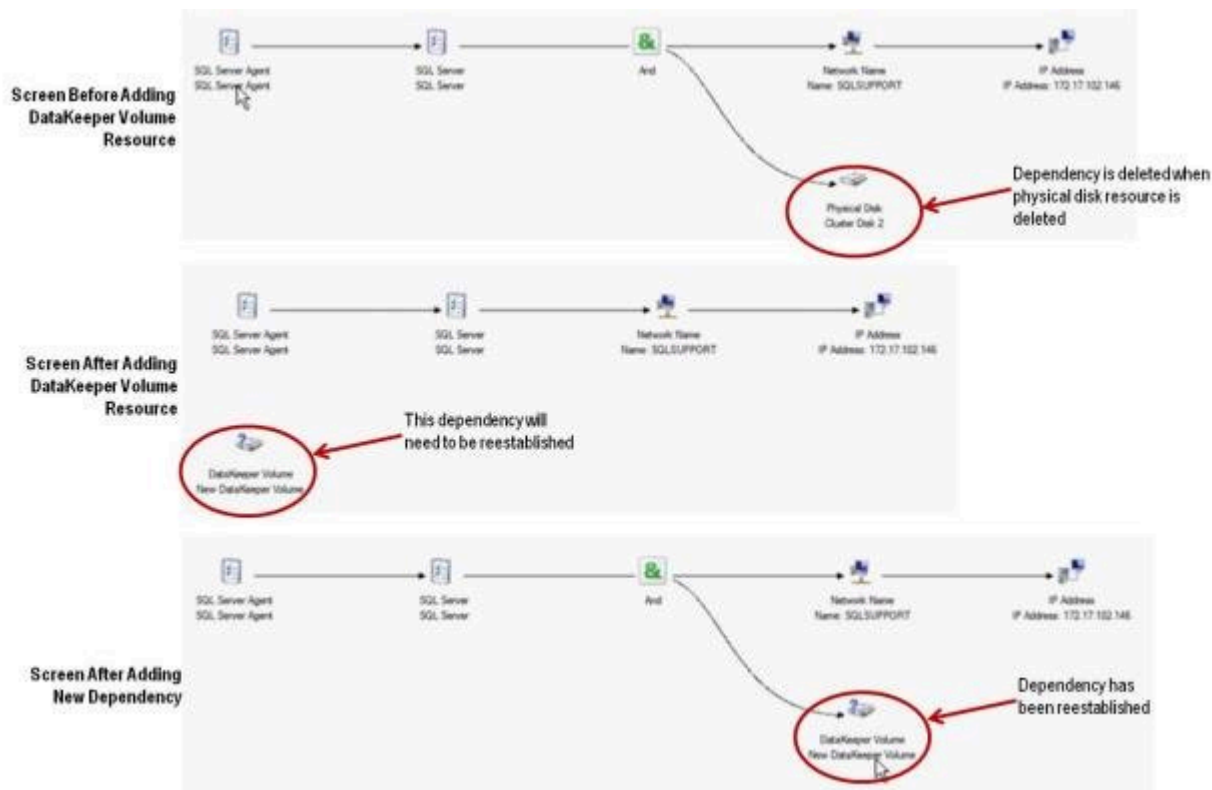 SQL Server Agent
SQL Server Agent
SQL Server
SQL Server
&
And
Network Name
Name: SQLSUPPORT
IP Address
IP Address: 172.17.102.146
Screen Before Adding
DataKeeper Volume
Resource
Physical Disk
Cluster Disk 2
Dependency is deleted when
physical disk resource is
deleted
SQL Server Agent
SQL Server Agent
SQL Server
SQL Server
Network Name
Name: SQLSUPPORT
IP Address
IP Address: 172.17.102.146
Screen After Adding
DataKeeper Volume
Resource
This dependency will
need to be reestablished
DataKeeper Volume
New DataKeeper Volume
SQL Server Agent
SQL Server Agent
SQL Server
SQL Server
&
And
Network Name
Name: SQLSUPPORT
IP Address
IP Address: 172.17.102.146
Screen After Adding
New Dependency
Dependency has
been reestablished
DataKeeper Volume
New DataKeeper Volume